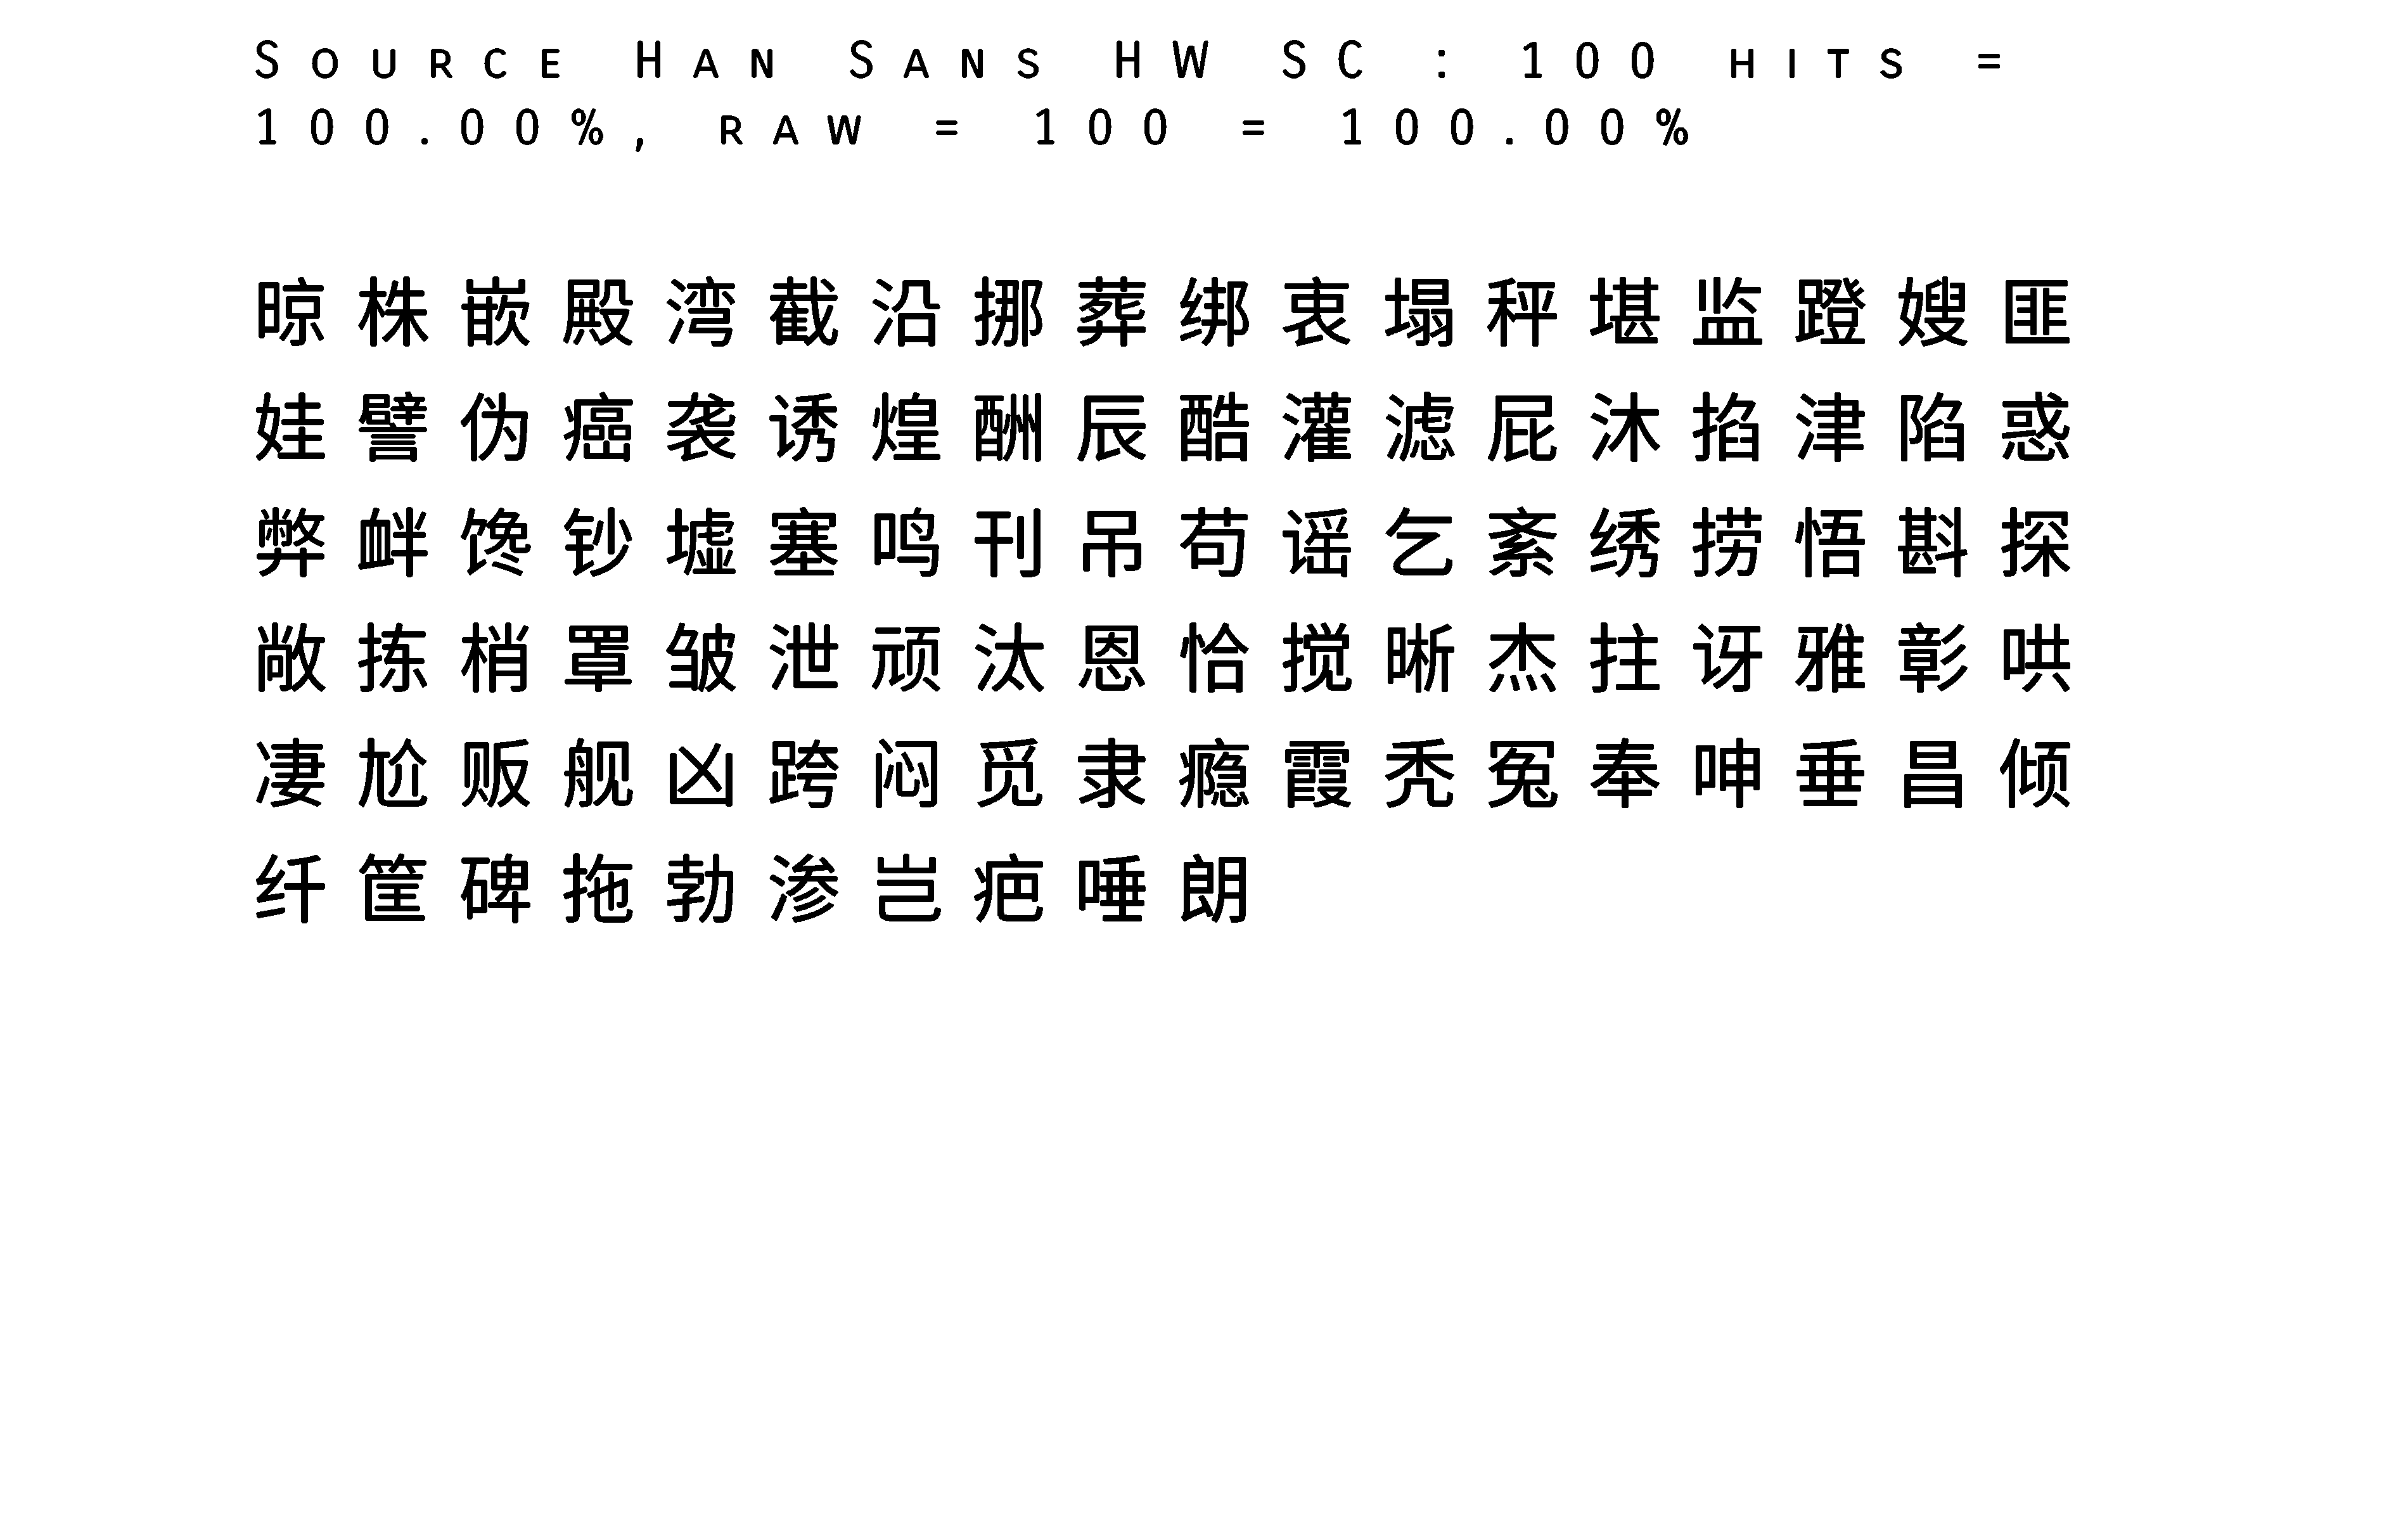 Source Han Sans HW SC : 100 hits =
100.00%, raw = 100 = 100.00%
晾株嵌殿湾截沿挪葬绑衷塌秤堪监蹬嫂匪
娃譬伪癌袭诱煌酬辰酷灌滤屁沐掐津陷惑
弊衅馋钞墟塞鸣刊吊苟谣乞紊绣捞悟斟探
敞拣梢罩皱泄顽汰恩恰搅晰杰拄讶雅彰哄
凄尬贩舰凶跨闷觅隶瘾霞秃冤奉呻垂昌倾
纤筐碑拖勃渗岂疤唾朗